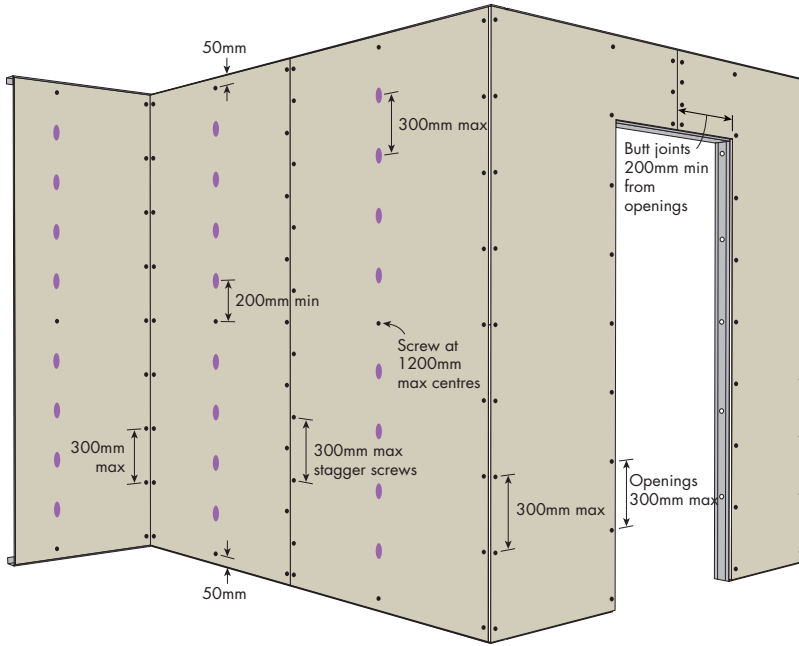 50mm
300mm max
Butt joints
200mm min
from
openings
200mm min
Screw at
1200mm
max centres
300mm
max
300mm max
stagger screws
300mm max
Openings
300mm max
50mm